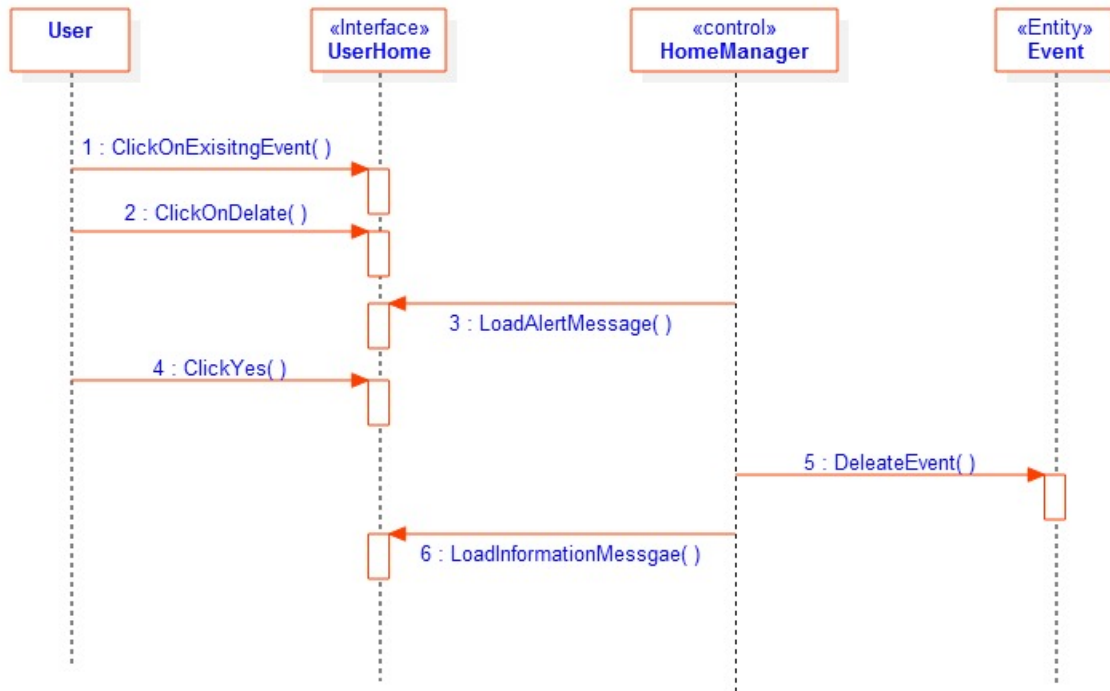 User
«Interface»
UserHome
«control»
HomeManager
«Entity»
Event
1 : ClickOnExisitngEvent( )
2 : ClickOnDelate( )
3 : LoadAlertMessage( )
4 : ClickYes( )
5 : DeleateEvent( )
6 : LoadInformationMessgae( )